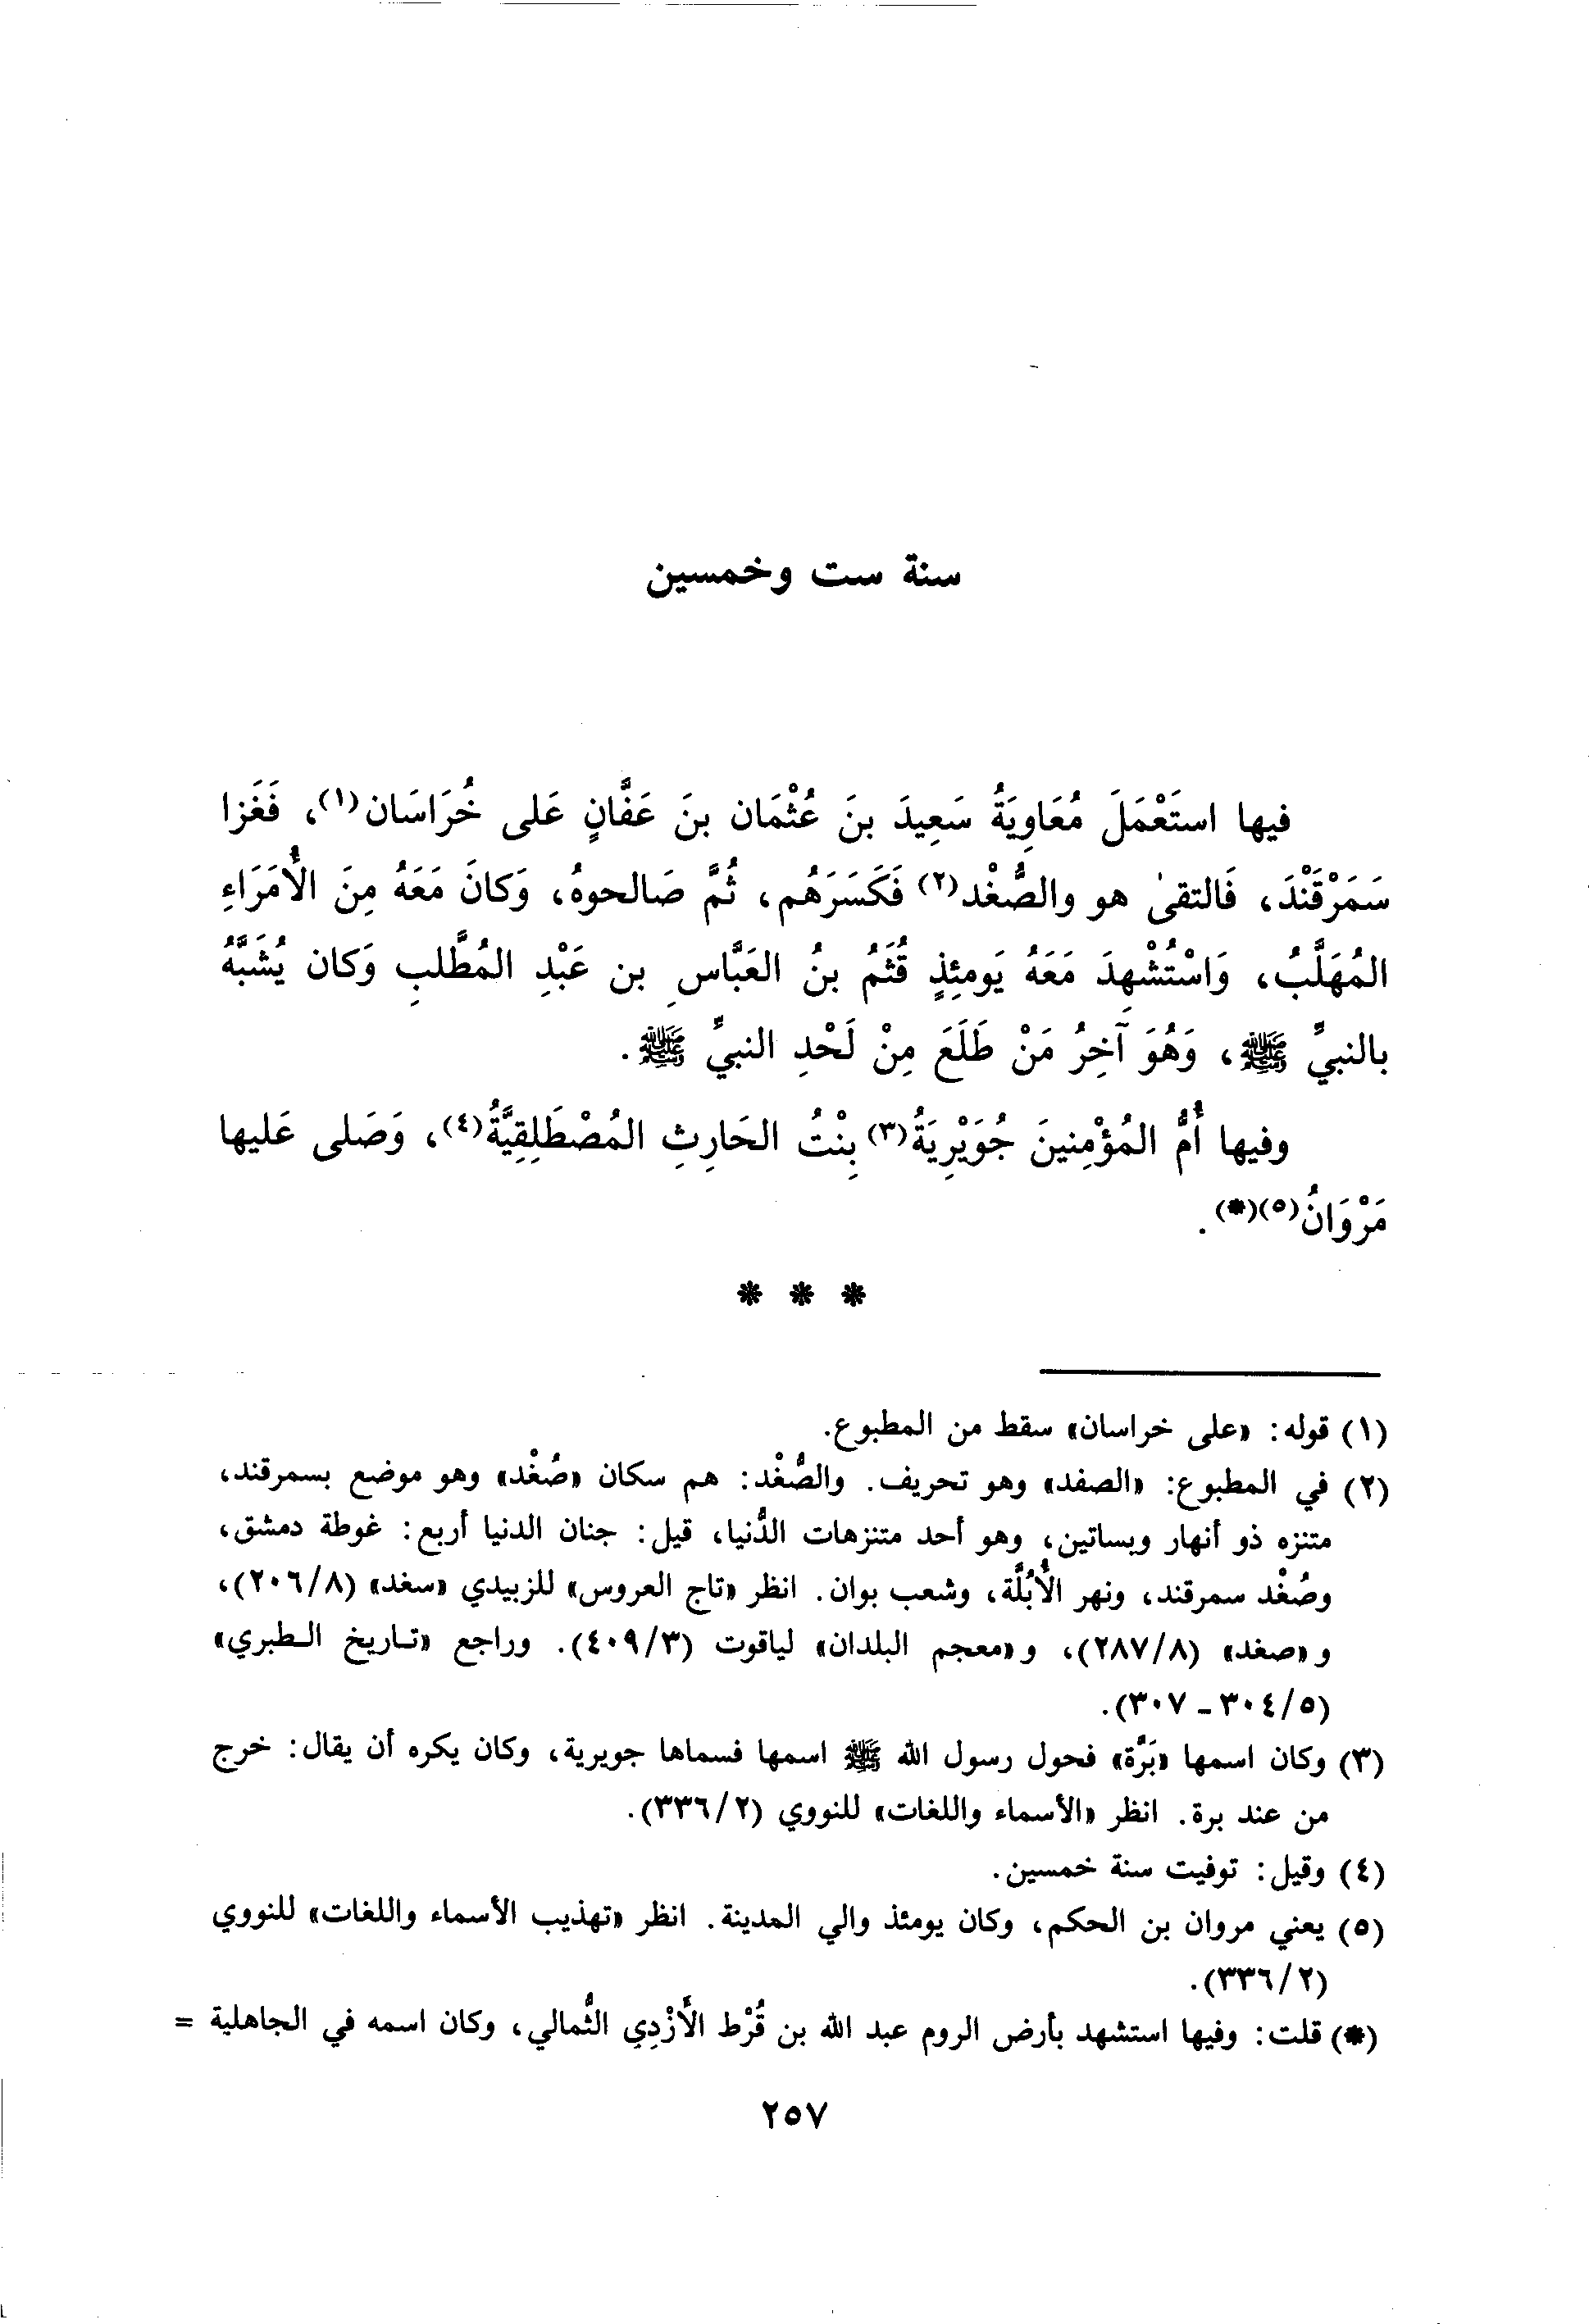 سنة ست وخمسين
فيها استَعْمَلَ مُعَاوِيَةُ سَعِيدَ بنَ عُثْمَان بنَ عَفَّانٍ عَلى خُرَاسَان(١)، فَغَزا
سَمَرْقَنْدَ، فَالتقىٰ هو والصُّغْد(٢) فَكَسَرَهُم، ثُمَّ صَالحوهُ، وَكانَ مَعَهُ مِنَ الأُمَرَاءِ
المُهَلَّبُ، وَاسْتُشْهِدَ مَعَهُ يَومئِذٍ قُثَمُ بنُ العَبَّاسِ بن عَبْدِ المُطَّلبِ وَكان يُشَبَّهُ
بالنبيِّ ﷺ، وَهُوَ آخِرُ مَنْ طَلَعَ مِنْ لَحْدِ النبيِّ ﷺ.
وفيها أُمُّ المُؤْمِنينَ جُوَيْرِيَةُ(٣) بِنْتُ الحَارِثِ المُصْطَلِقِيَّةُ(٤)، وَصَلى عَليها
مَرْوَانُ(٥)(*).
* * *
(١) قوله: «على خراسان» سقط من المطبوع.
(٢) في المطبوع: «الصفد» وهو تحريف. والصُّغْد: هم سكان «صُغْد» وهو موضع بسمرقند،
متنزه ذو أنهار وبساتين، وهو أحد متنزهات الدُّنيا، قيل: جنان الدنيا أربع: غوطة دمشق،
وصُغْد سمرقند، ونهر الأُبُلَّة، وشعب بوان. انظر «تاج العروس» للزبيدي «سغد» (٢٠٦/٨)،
و«صغد» (٢٨٧/٨)، و«معجم البلدان» لياقوت (٤٠٩/٣). وراجع «تاريخ الطبري»
(٣٠٤/٥ - ٣٠٧).
(٣) وكان اسمها «بَرَّة» فحول رسول الله ﷺ اسمها فسماها جويرية، وكان يكره أن يقال: خرج
من عند برة. انظر «الأسماء واللغات» للنووي (٣٣٦/٢).
(٤) وقيل: توفيت سنة خمسين.
(٥) يعني مروان بن الحكم، وكان يومئذ والي المدينة. انظر «تهذيب الأسماء واللغات» للنووي
(٣٣٦/٢).
(*) قلت: وفيها استشهد بأرض الروم عبد الله بن قُرْط الأَزْدِي الثُّمالي، وكان اسمه في الجاهلية =
٢٥٧